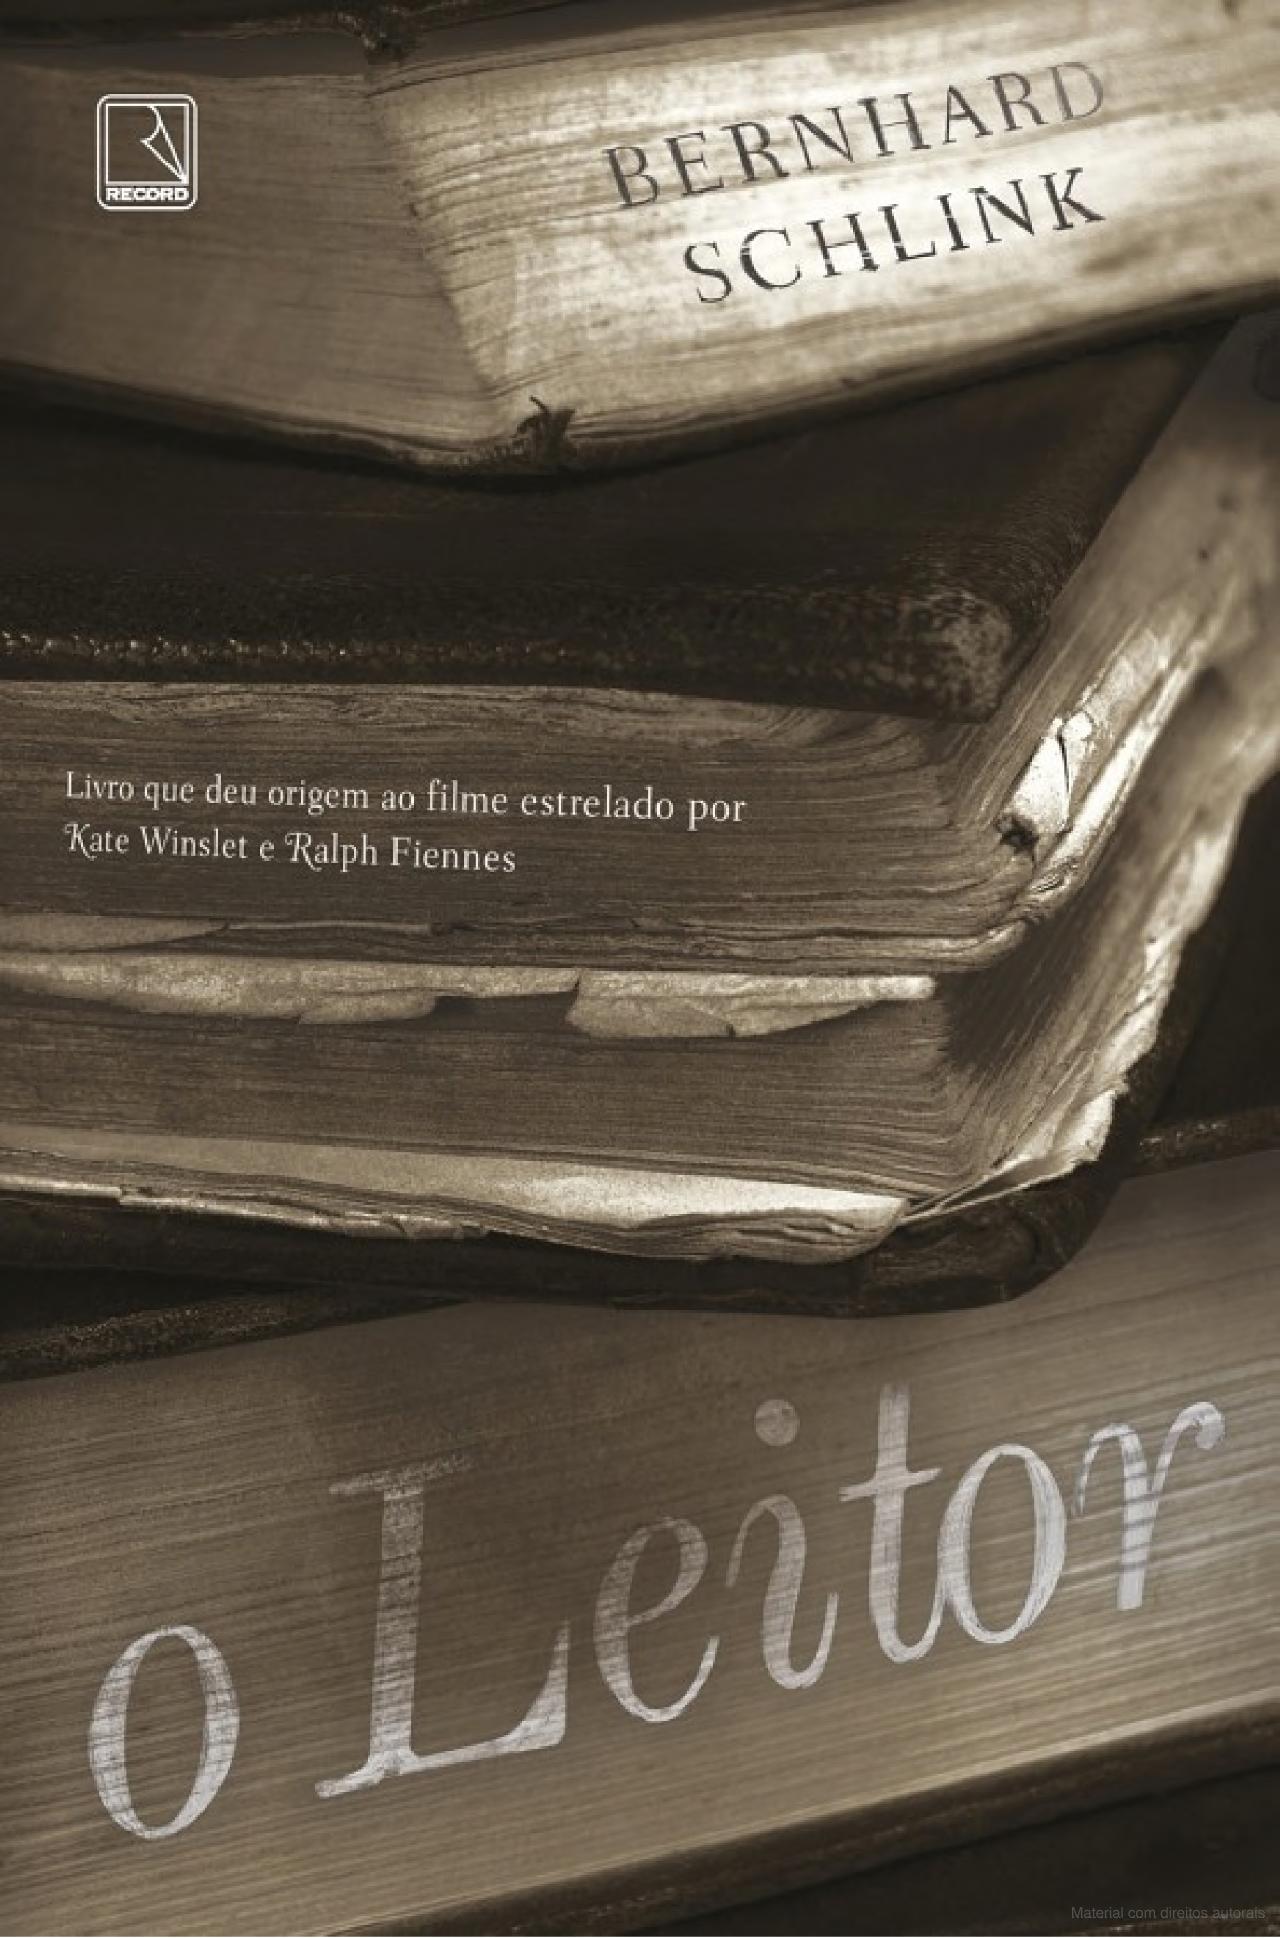 RECORD
BERNHARD
SCHLINK
Livro que deu origem ao filme estrelado por
Kate Winslet e Ralph Fiennes
o Leitor
Material com direitos autorais